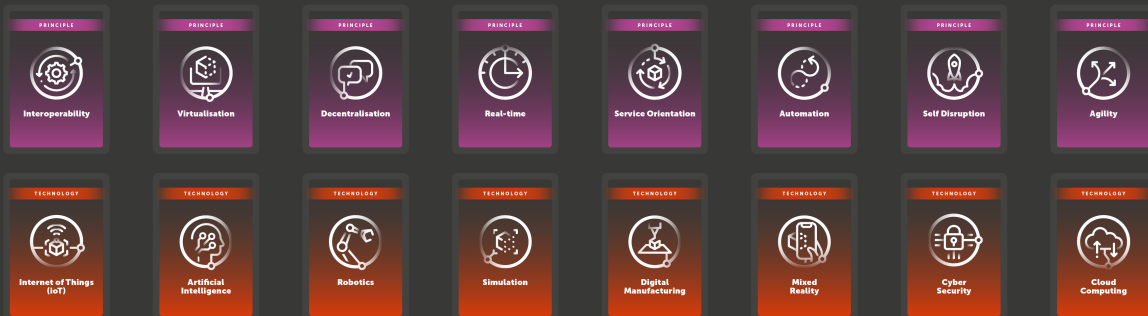 PRINCIPLE PRINCIPLE PRINCIPLE PRINCIPLE PRINCIPLE PRINCIPLE PRINCIPLE PRINCIPLE
Interoperability Virtualisation Decentralisation Real-time Service Orientation Automation Self Disruption Agility
TECHNOLOGY TECHNOLOGY TECHNOLOGY TECHNOLOGY TECHNOLOGY TECHNOLOGY TECHNOLOGY TECHNOLOGY
Internet of Things
(ioT)
Artificial
Intelligence
Robotics
Simulation
Digital
Manufacturing
Mixed
Reality
Cyber
Security
Cloud
Computing